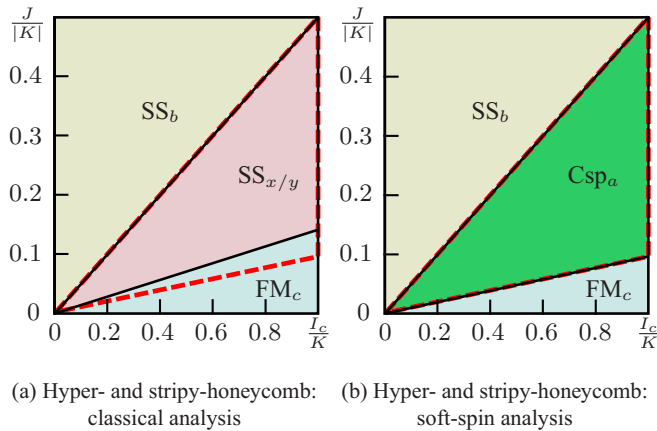 J/|K| J/|K|
0.4 0.4
0.3 0.3
0.2 0.2
0.1 0.1
0 0
SS_b SS_b
SS_{x/y} Csp_a
FM_c FM_c
0 0.2 0.4 0.6 0.8 I_c/K 0 0.2 0.4 0.6 0.8 I_c/K
(a) Hyper- and stripy-honeycomb: (b) Hyper- and stripy-honeycomb:
classical analysis soft-spin analysis